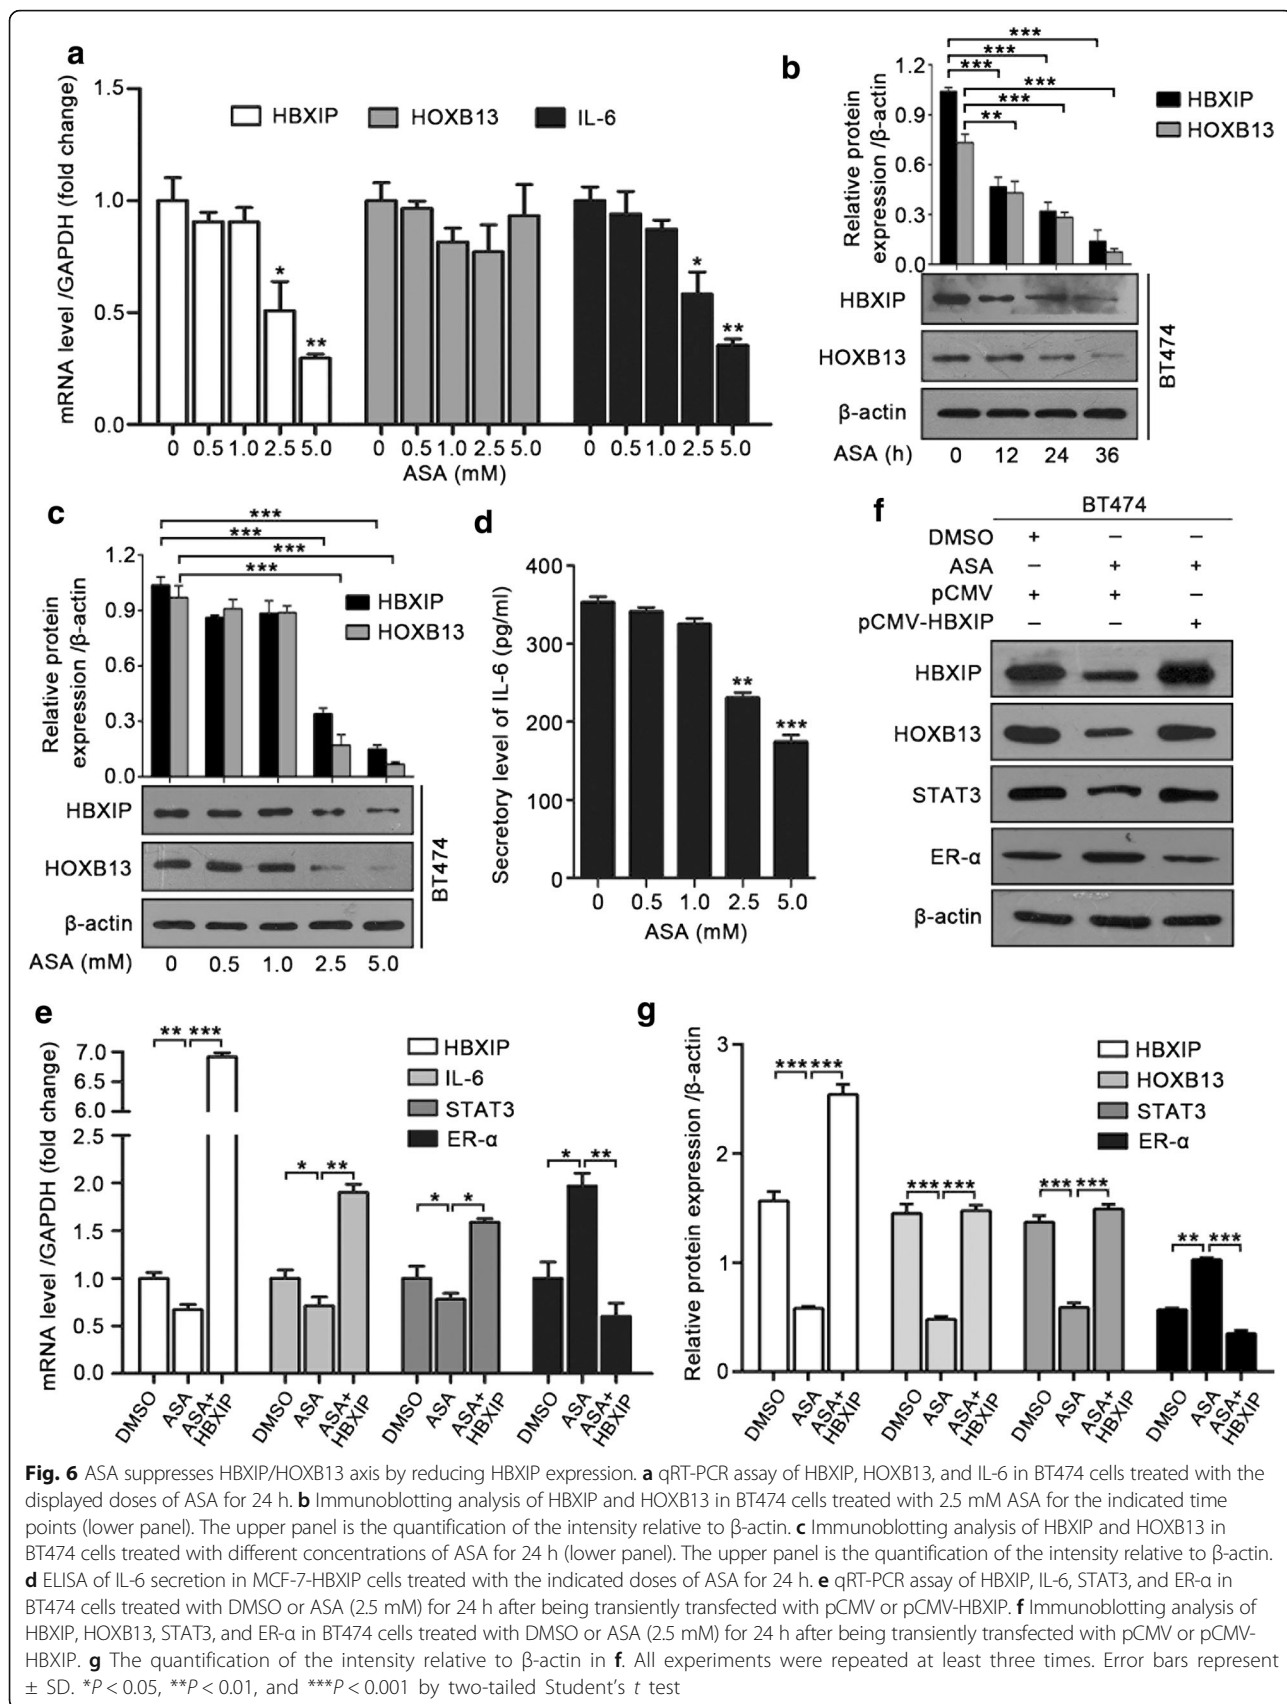 a
mRNA level /GAPDH (fold change)
1.5
1.0
0.5
0.0
HBXIP HOXB13 IL-6
* ** * **
0 0.5 1.0 2.5 5.0 0 0.5 1.0 2.5 5.0 0 0.5 1.0 2.5 5.0
ASA (mM)
b
Relative protein
expression /β-actin
1.2
0.9
0.6
0.3
0.0
***
***
***
***
***
**
HBXIP
HOXB13
HBXIP
HOXB13
β-actin
ASA (h) 0 12 24 36
BT474
c
Relative protein
expression /β-actin
1.2
0.9
0.6
0.3
0.0
***
***
***
***
HBXIP
HOXB13
HBXIP
HOXB13
β-actin
ASA (mM) 0 0.5 1.0 2.5 5.0
BT474
d
Secretory level of IL-6 (pg/ml)
400
300
200
100
0
** ***
0 0.5 1.0 2.5 5.0
ASA (mM)
f
BT474
DMSO + – –
ASA – + +
pCMV + + –
pCMV-HBXIP – – +
HBXIP
HOXB13
STAT3
ER-α
β-actin
e
mRNA level /GAPDH (fold change)
7.0
6.5
6.0
2.5
2.0
1.5
1.0
0.5
0.0
** *** * ** * * * **
HBXIP
IL-6
STAT3
ER-α
DMSO ASA ASA+ HBXIP DMSO ASA ASA+ HBXIP DMSO ASA ASA+ HBXIP DMSO ASA ASA+ HBXIP
g
Relative protein expression /β-actin
3
2
1
0
*** *** *** *** *** *** ** ***
HBXIP
HOXB13
STAT3
ER-α
DMSO ASA ASA+ HBXIP DMSO ASA ASA+ HBXIP DMSO ASA ASA+ HBXIP DMSO ASA ASA+ HBXIP
Fig. 6 ASA suppresses HBXIP/HOXB13 axis by reducing HBXIP expression. a qRT-PCR assay of HBXIP, HOXB13, and IL-6 in BT474 cells treated with the
displayed doses of ASA for 24 h. b Immunoblotting analysis of HBXIP and HOXB13 in BT474 cells treated with 2.5 mM ASA for the indicated time
points (lower panel). The upper panel is the quantification of the intensity relative to β-actin. c Immunoblotting analysis of HBXIP and HOXB13 in
BT474 cells treated with different concentrations of ASA for 24 h (lower panel). The upper panel is the quantification of the intensity relative to β-actin.
d ELISA of IL-6 secretion in MCF-7-HBXIP cells treated with the indicated doses of ASA for 24 h. e qRT-PCR assay of HBXIP, IL-6, STAT3, and ER-α in
BT474 cells treated with DMSO or ASA (2.5 mM) for 24 h after being transiently transfected with pCMV or pCMV-HBXIP. f Immunoblotting analysis of
HBXIP, HOXB13, STAT3, and ER-α in BT474 cells treated with DMSO or ASA (2.5 mM) for 24 h after being transiently transfected with pCMV or pCMV-
HBXIP. g The quantification of the intensity relative to β-actin in f. All experiments were repeated at least three times. Error bars represent
± SD. *P < 0.05, **P < 0.01, and ***P < 0.001 by two-tailed Student's t test